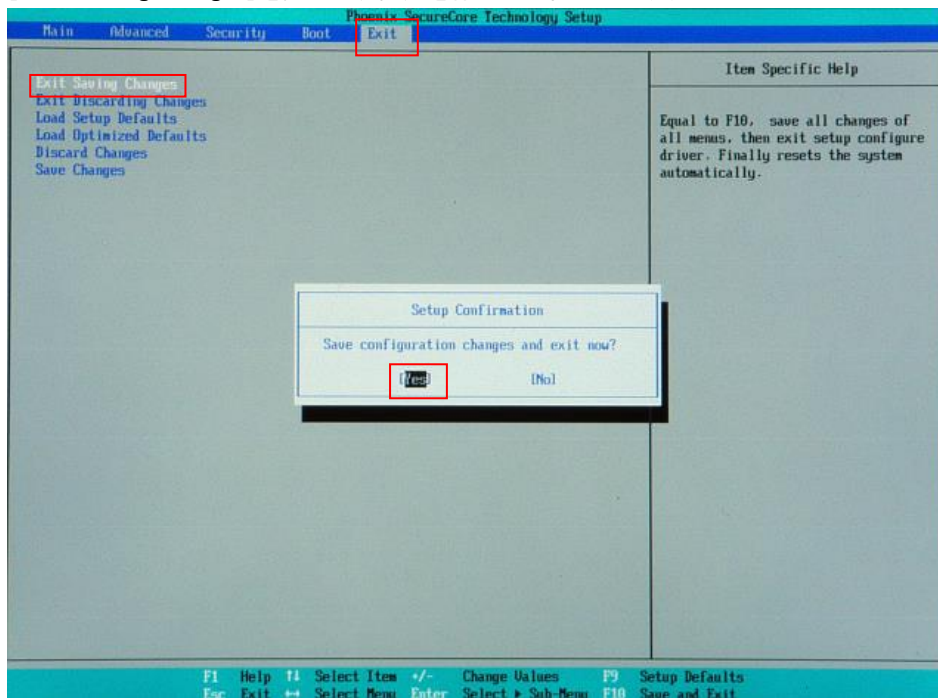 Phoenix SecureCore Technology Setup
Main Advanced Security Boot Exit
Exit Saving Changes
Exit Discarding Changes
Load Setup Defaults
Load Optimized Defaults
Discard Changes
Save Changes
Item Specific Help
Equal to F10, save all changes of
all menus, then exit setup configure
driver. Finally resets the system
automatically.
Setup Confirmation
Save configuration changes and exit now?
[Yes] [No]
F1 Help ↑↓ Select Item +/- Change Values F9 Setup Defaults
Esc Exit ↔ Select Menu Enter Select ▶ Sub-Menu F10 Save and Exit